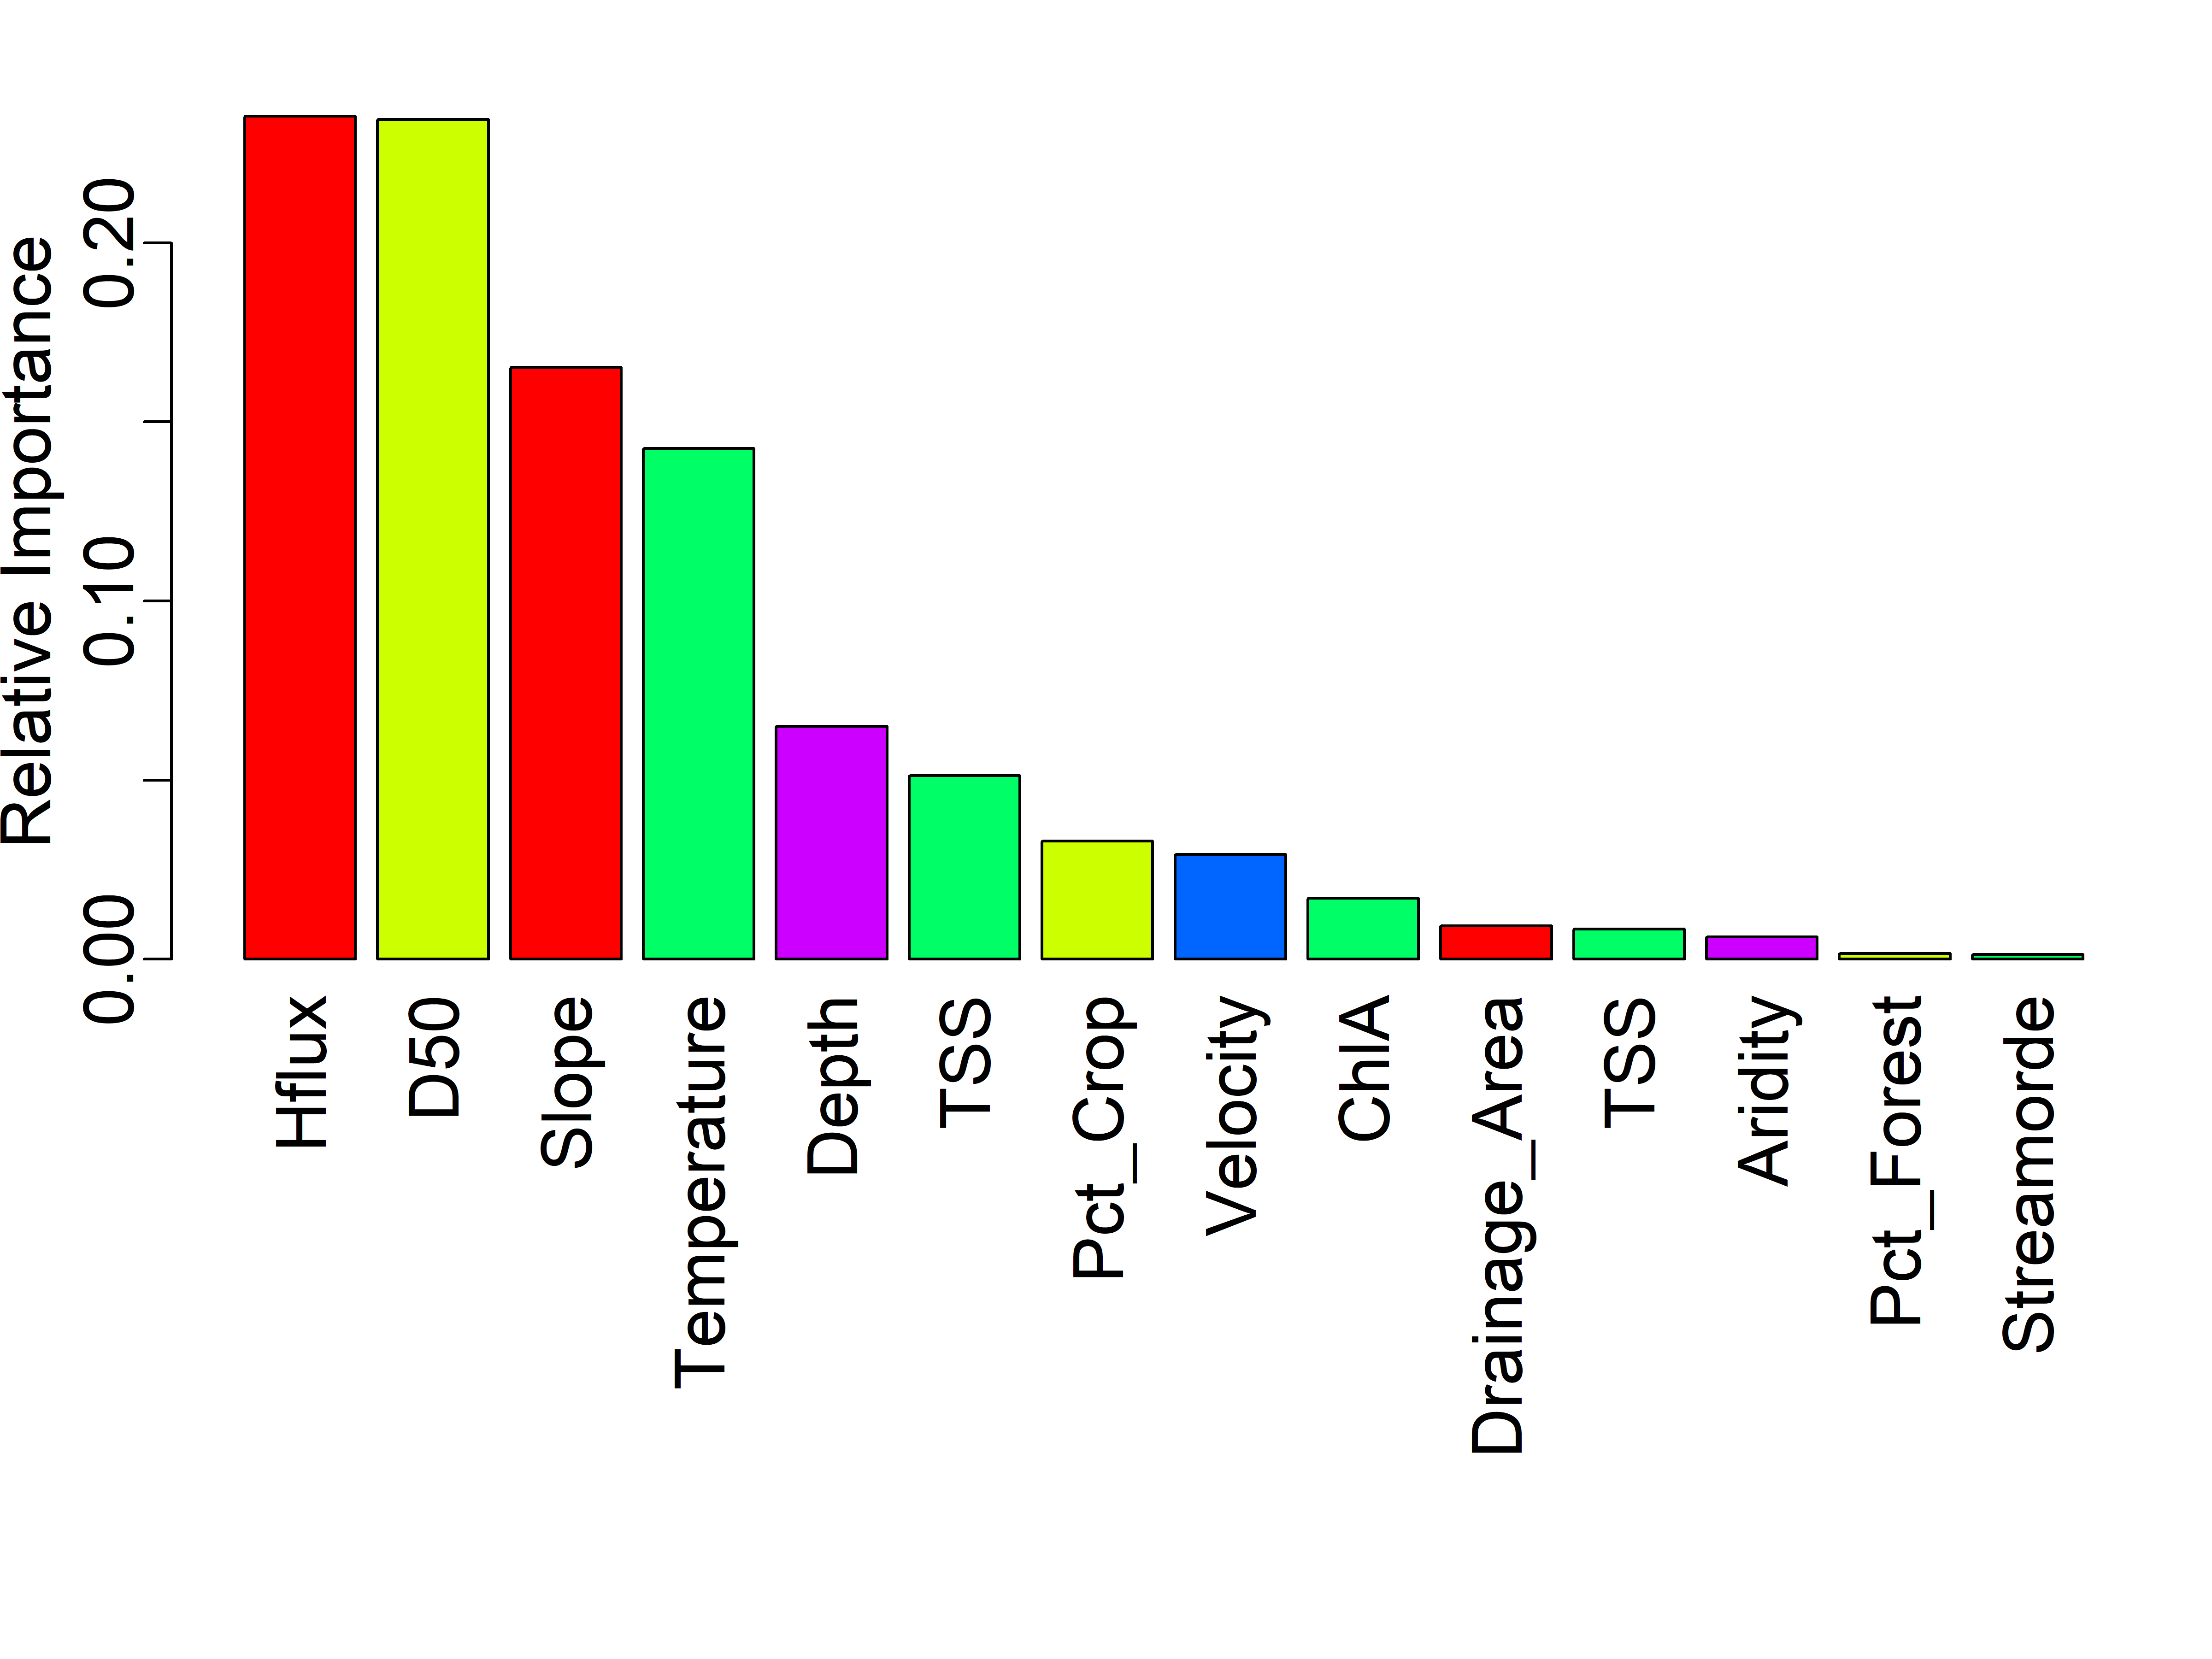 Relative Importance
0.20
0.10
0.00
Hflux
D50
Slope
Temperature
Depth
TSS
Pct_Crop
Velocity
ChlA
Drainage_Area
TSS
Aridity
Pct_Forest
Streamorde